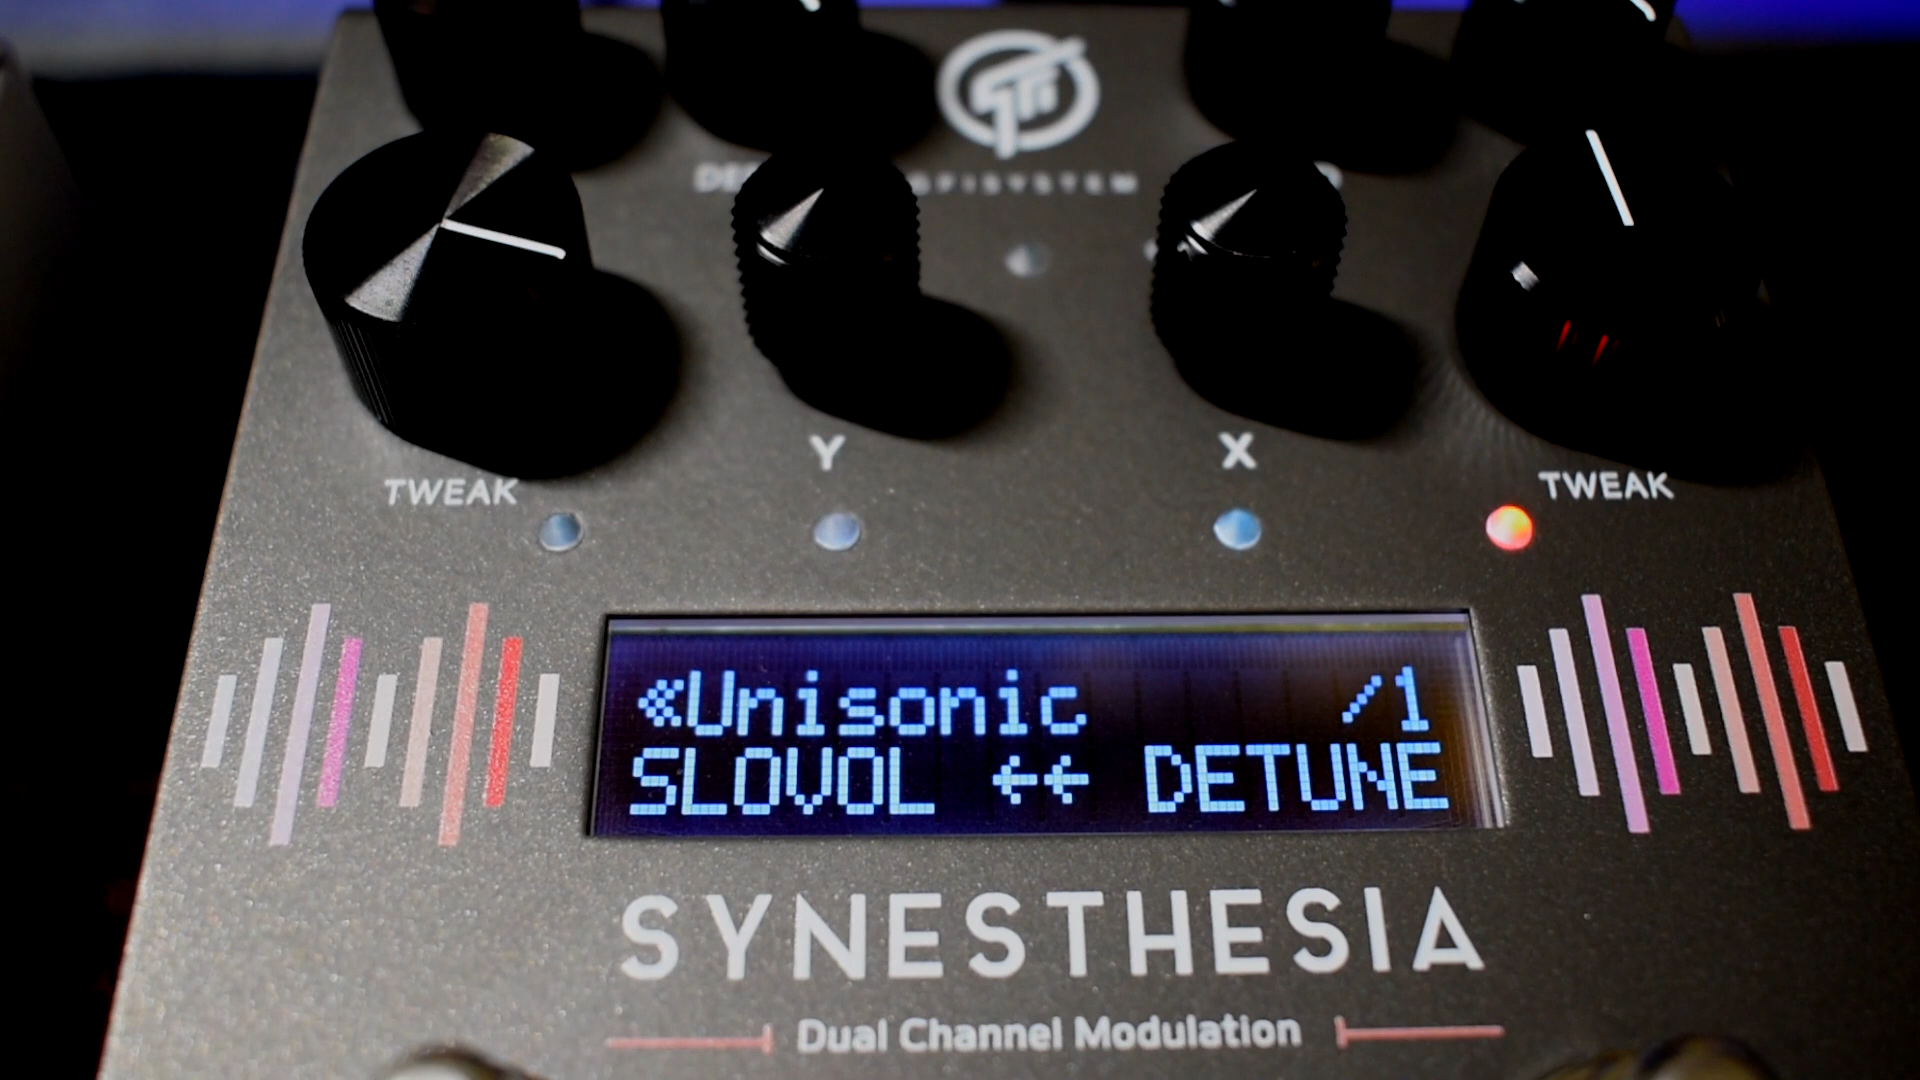 Y
X
TWEAK
TWEAK
«Unisonic /1
SLOVOL ←← DETUNE
SYNESTHESIA
Dual Channel Modulation